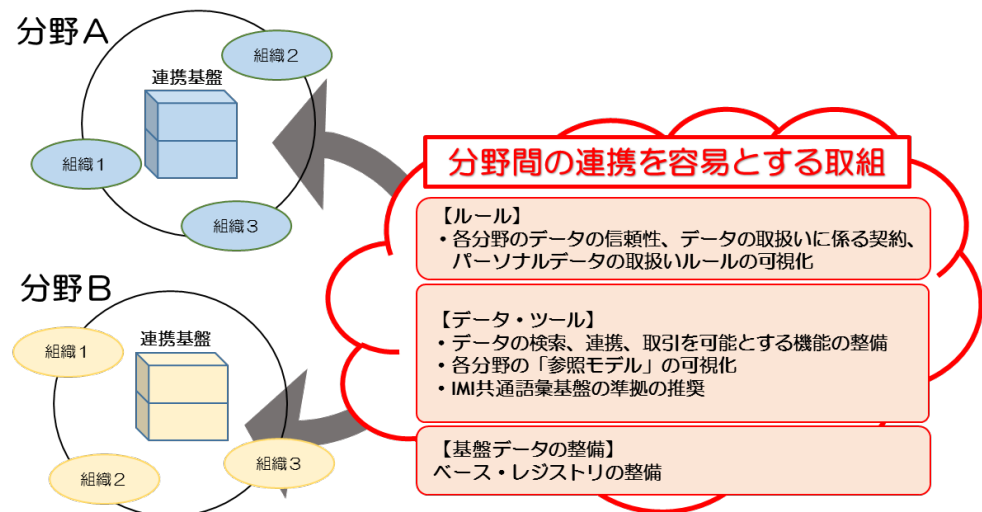 分野A
連携基盤
組織2
組織1
組織3
分野B
連携基盤
組織1
組織2
組織3
分野間の連携を容易とする取組
【ルール】
・各分野のデータの信頼性、データの取扱いに係る契約、
パーソナルデータの取扱いルールの可視化
【データ・ツール】
・データの検索、連携、取引を可能とする機能の整備
・各分野の「参照モデル」の可視化
・IMI共通語彙基盤の準拠の推奨
【基盤データの整備】
ベース・レジストリの整備